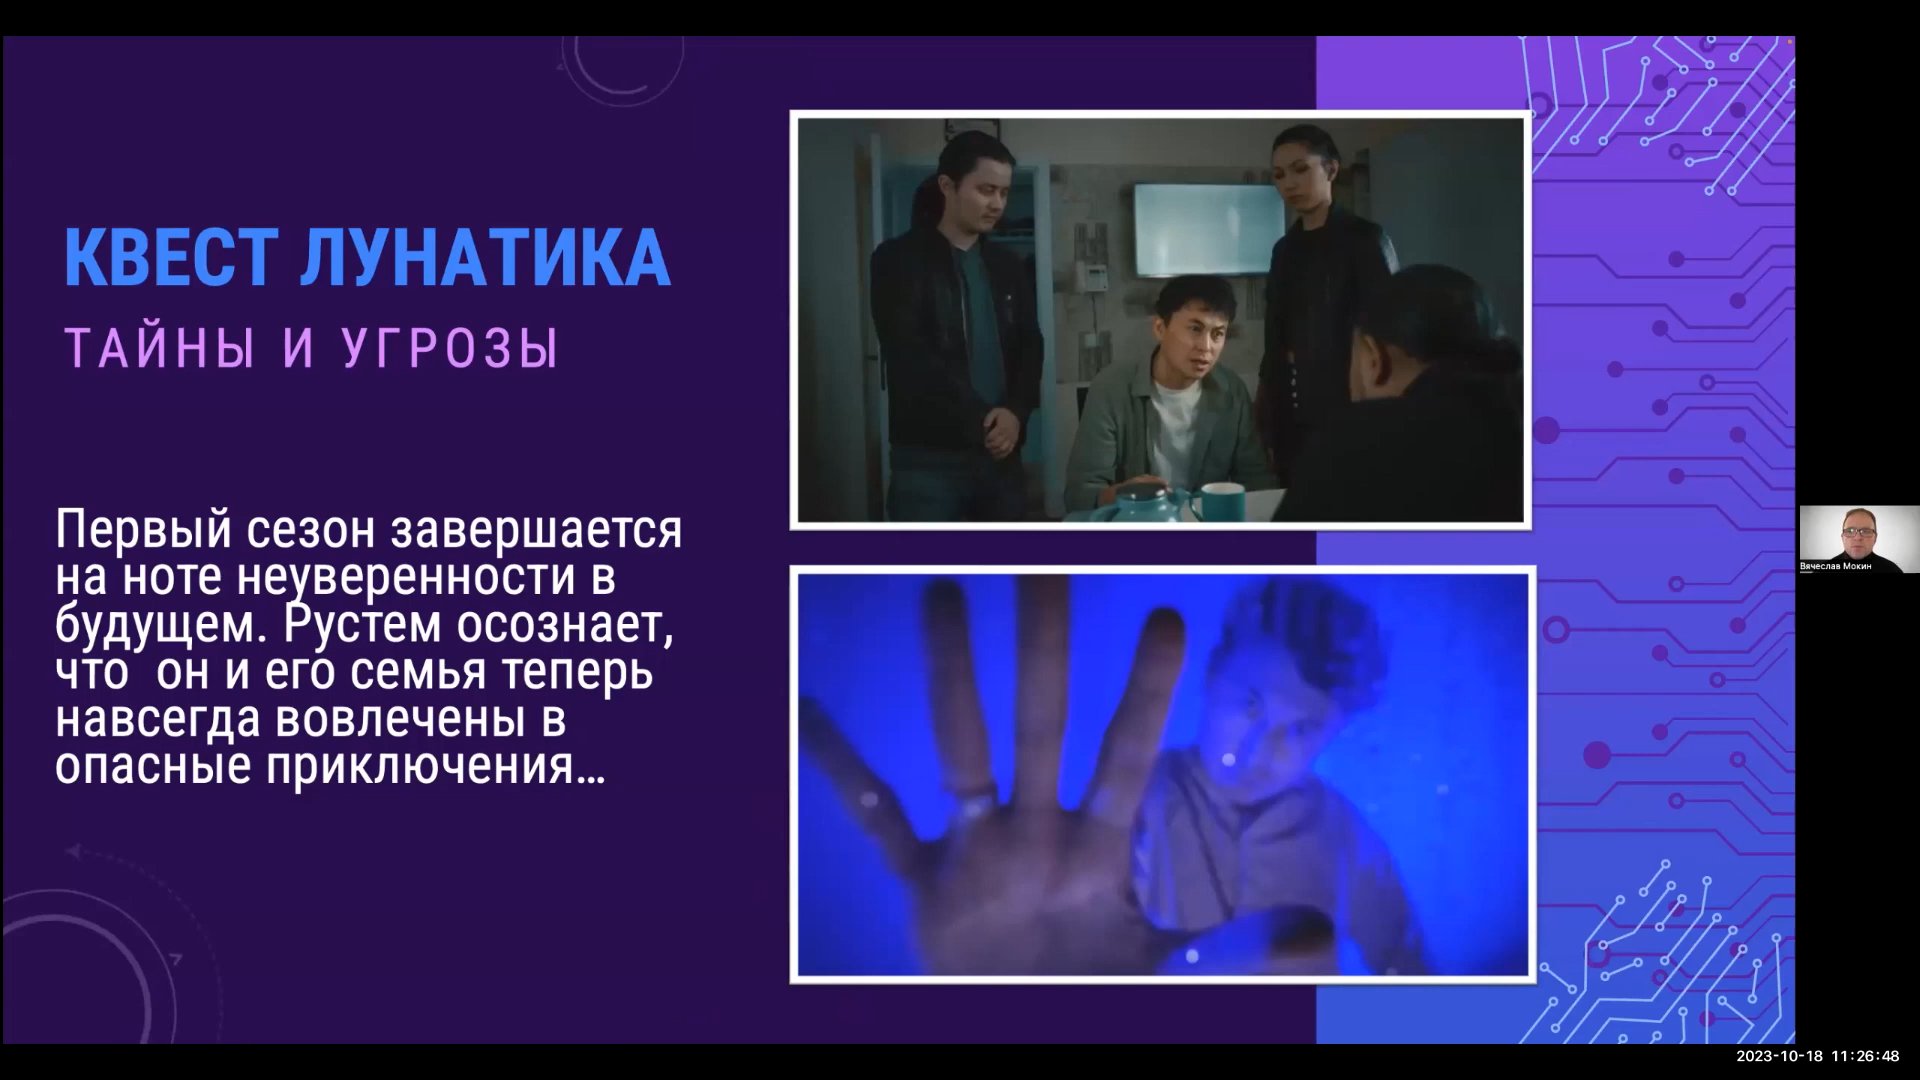 КВЕСТ ЛУНАТИКА
ТАЙНЫ И УГРОЗЫ
Первый сезон завершается
на ноте неуверенности в
будущем. Рустем осознает,
что  он и его семья теперь
навсегда вовлечены в
опасные приключения…
Вячеслав Мокин
2023-10-18 11:26:48